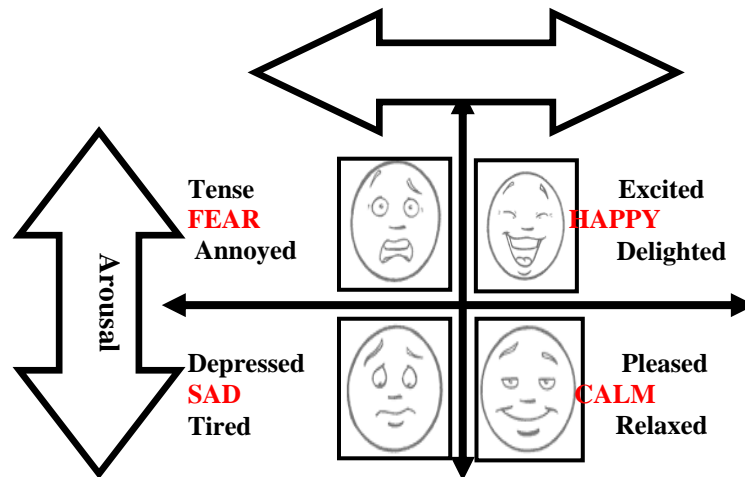 Tense
FEAR
Annoyed
Excited
HAPPY
Delighted
Arousal
Depressed
SAD
Tired
Pleased
CALM
Relaxed